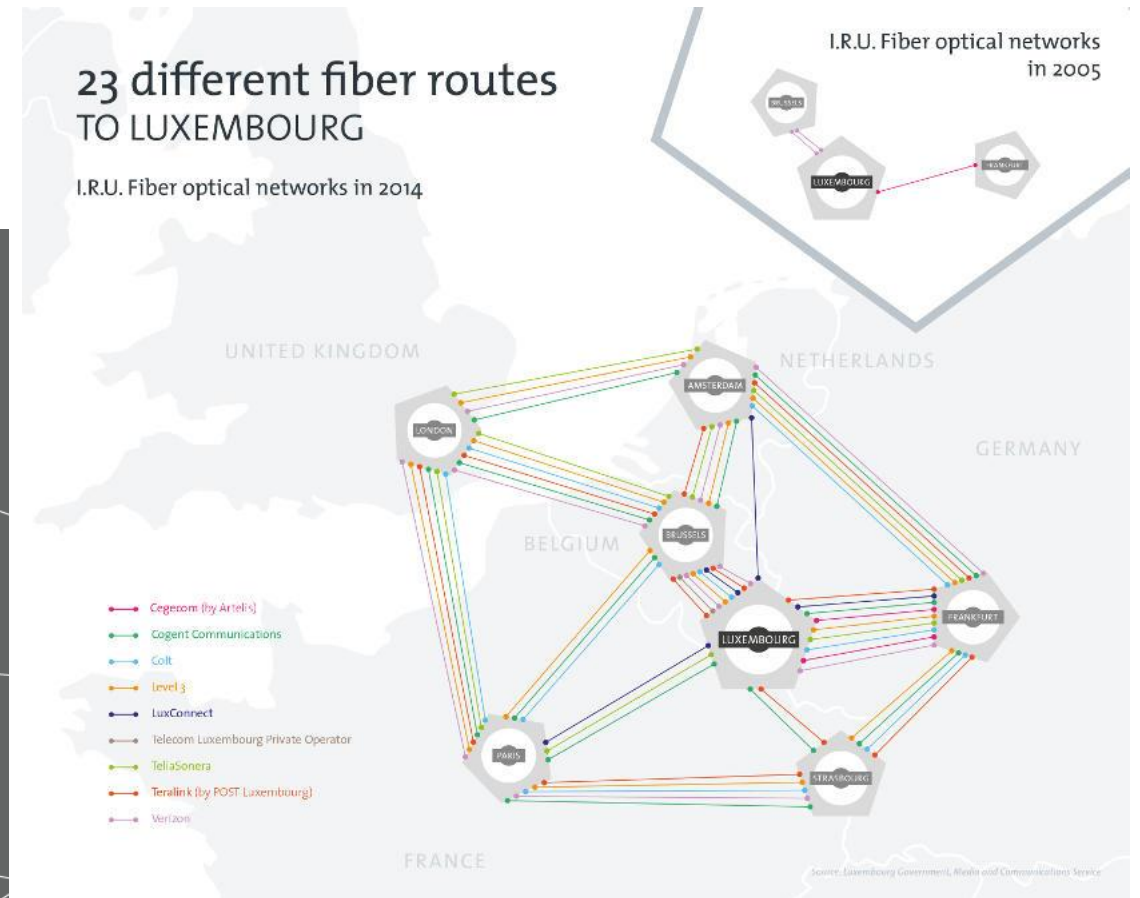 23 different fiber routes
TO LUXEMBOURG
I.R.U. Fiber optical networks in 2014
I.R.U. Fiber optical networks
in 2005
BRUSSELS
LUXEMBOURG
FRANKFURT
UNITED KINGDOM
NETHERLANDS
GERMANY
BELGIUM
FRANCE
AMSTERDAM
LONDON
BRUSSELS
LUXEMBOURG
FRANKFURT
PARIS
STRASBOURG
Cegecom (by Artelis)
Cogent Communications
Colt
Level 3
LuxConnect
Telecom Luxembourg Private Operator
TeliaSonera
Teralink (by POST Luxembourg)
Verizon
Source: Luxembourg Government, Media and Communications Service